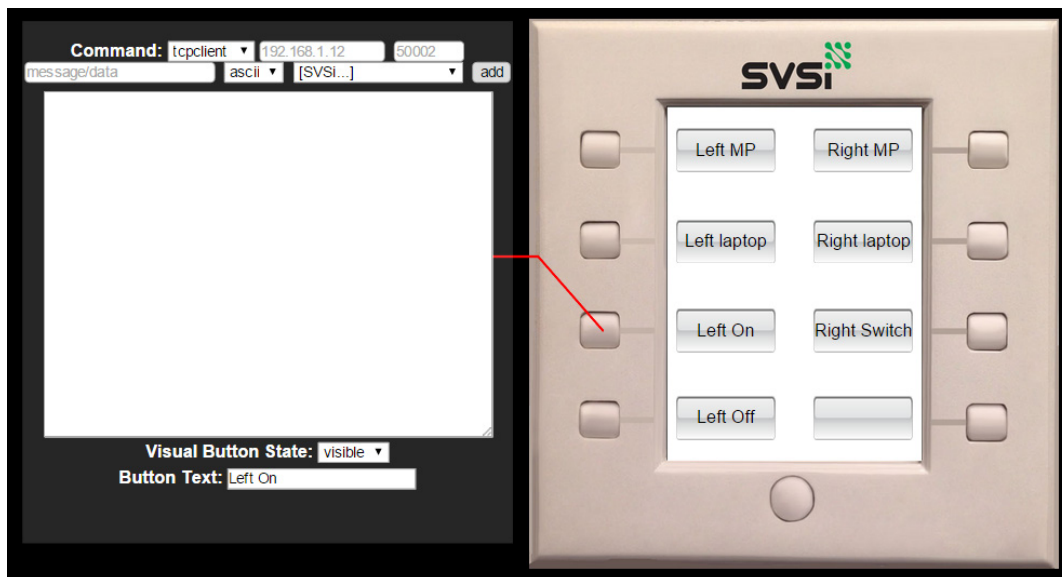 Command: tcpclient 192.168.1.12 50002
message/data ascii [SVSi...] add
Visual Button State: visible
Button Text: Left On
SVSi
Left MP Right MP
Left laptop Right laptop
Left On Right Switch
Left Off